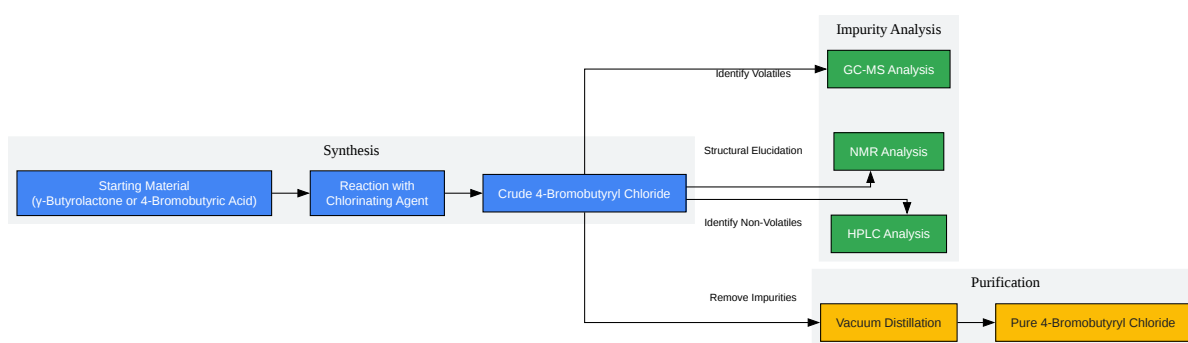 Impurity Analysis
GC-MS Analysis
Identify Volatiles
Synthesis
Structural Elucidation
NMR Analysis
Starting Material
(γ-Butyrolactone or 4-Bromobutyric Acid)
Reaction with
Chlorinating Agent
Crude 4-Bromobutyryl Chloride
Identify Non-Volatiles
HPLC Analysis
Purification
Remove Impurities
Vacuum Distillation
Pure 4-Bromobutyryl Chloride